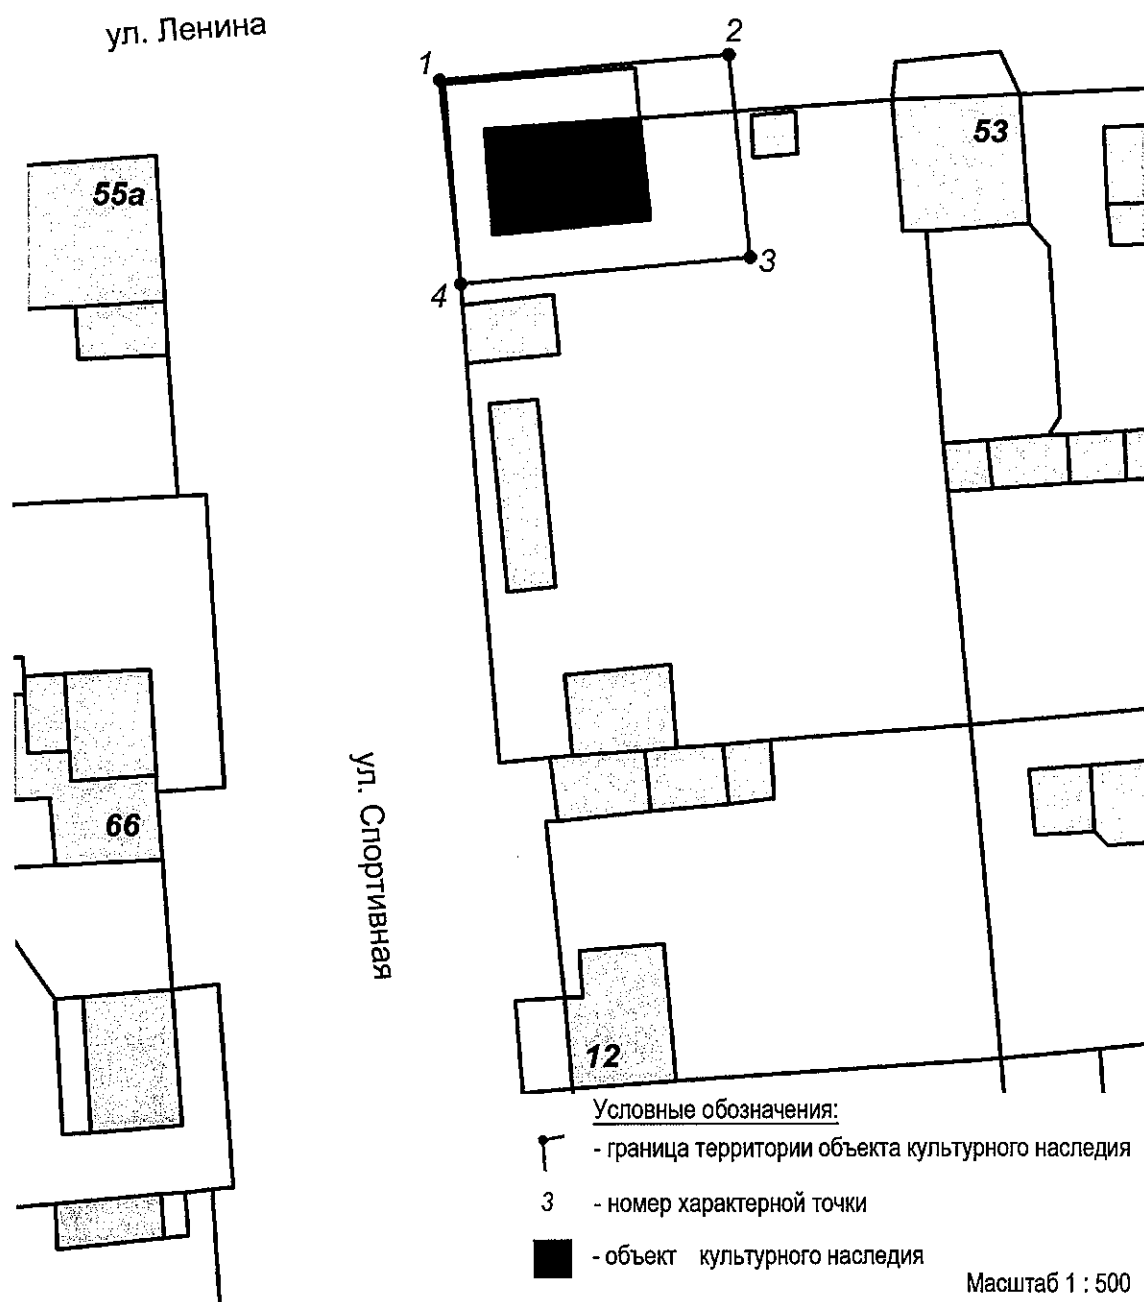 ул. Ленина
2
1
53
55а
3
4
ул. Спортивная
66
12
Условные обозначения:
- граница территории объекта культурного наследия
3 - номер характерной точки
- объект культурного наследия
Масштаб 1 : 500